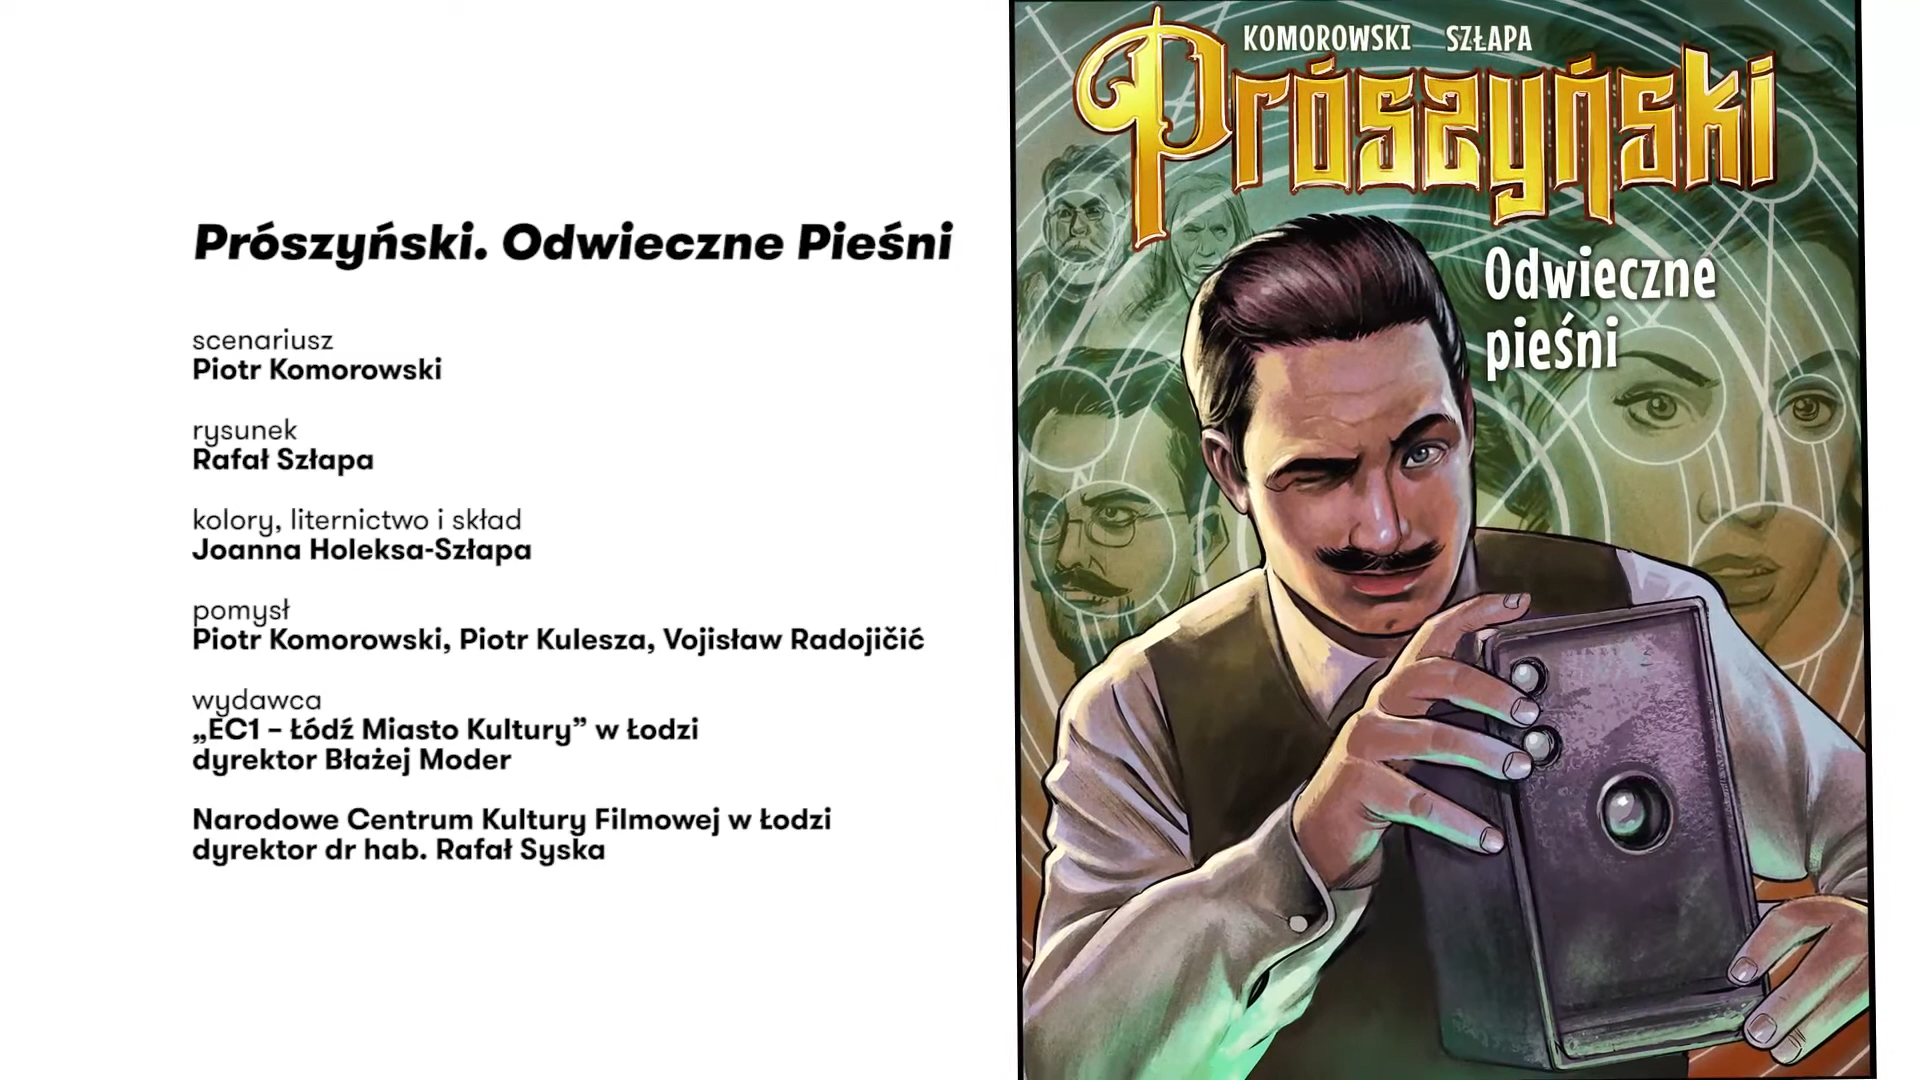 Prószyński. Odwieczne Pieśni
scenariusz
Piotr Komorowski
rysunek
Rafał Szłapa
kolory, liternictwo i skład
Joanna Holeksa-Szłapa
pomysł
Piotr Komorowski, Piotr Kulesza, Vojisław Radojičić
wydawca
„EC1 – Łódź Miasto Kultury” w Łodzi
dyrektor Błażej Moder
Narodowe Centrum Kultury Filmowej w Łodzi
dyrektor dr hab. Rafał Syska
KOMOROWSKI SZŁAPA
Prószyński
Odwieczne
pieśni